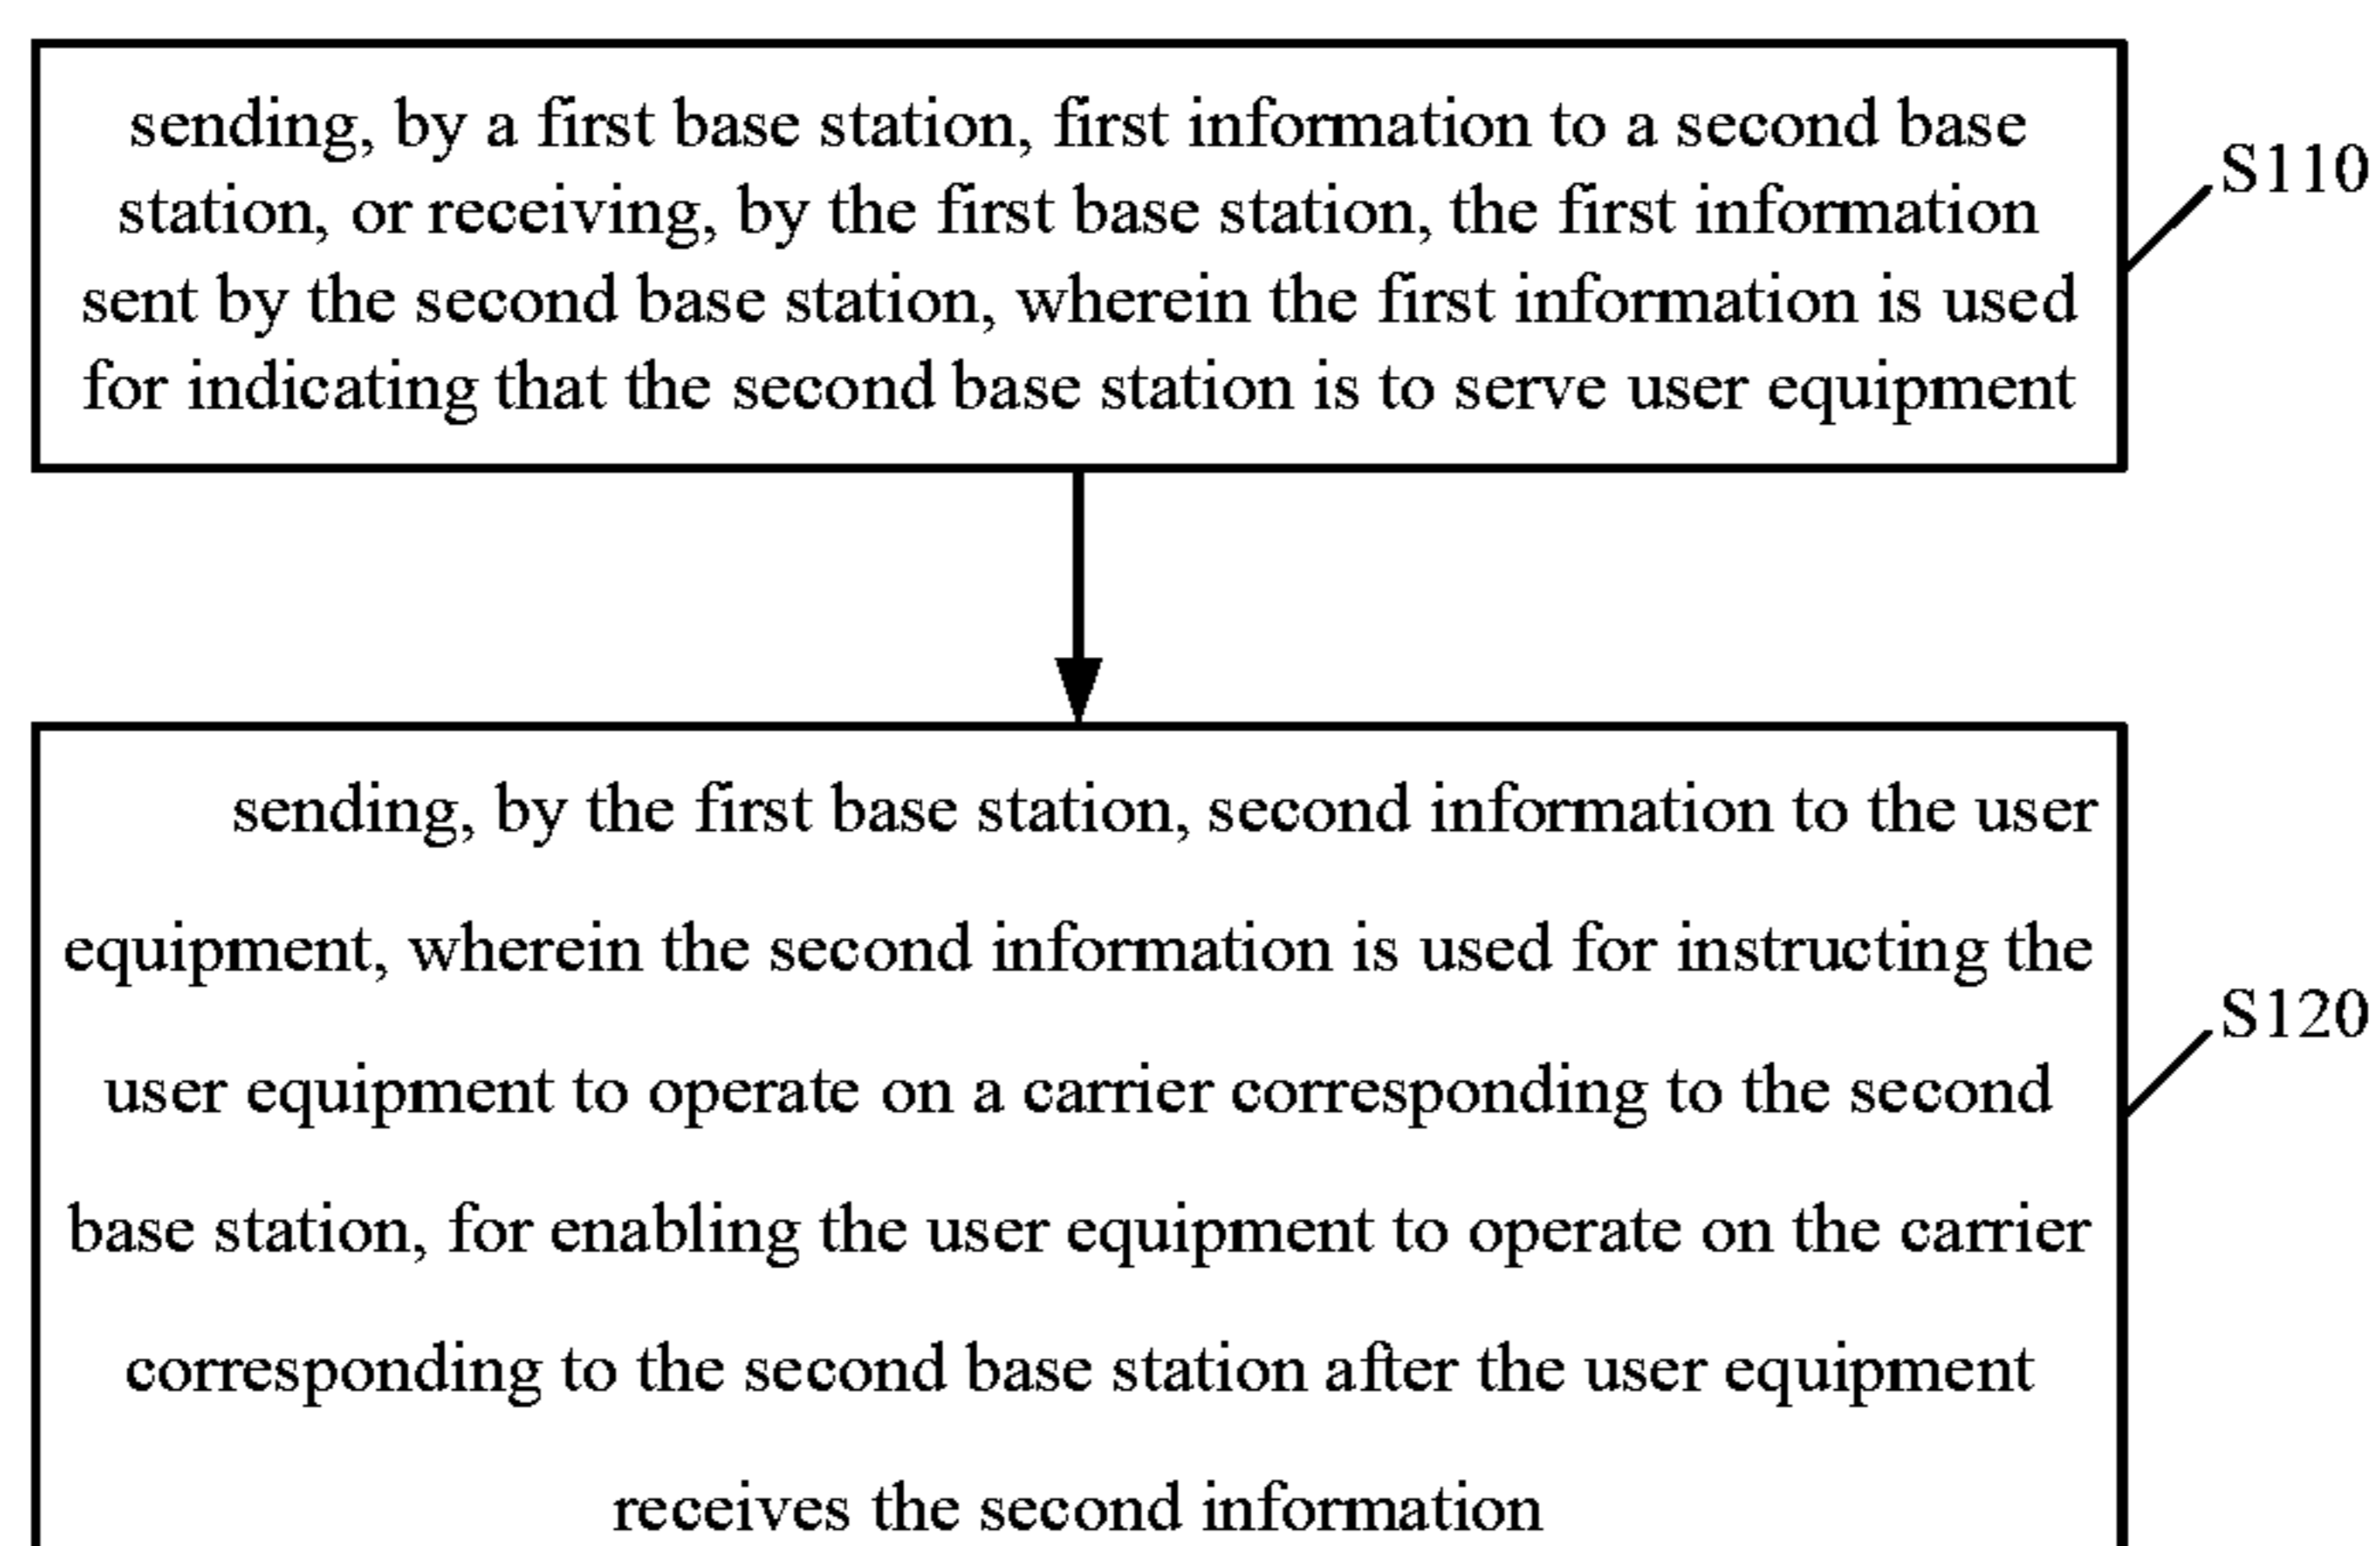 sending, by a first base station, first information to a second base
station, or receiving, by the first base station, the first information
sent by the second base station, wherein the first information is used
for indicating that the second base station is to serve user equipment
S110
sending, by the first base station, second information to the user
equipment, wherein the second information is used for instructing the
user equipment to operate on a carrier corresponding to the second
base station, for enabling the user equipment to operate on the carrier
corresponding to the second base station after the user equipment
receives the second information
S120